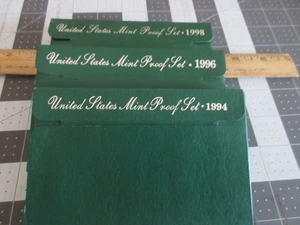 United States Mint Proof Set • 1998
United States Mint Proof Set • 1996
United States Mint Proof Set • 1994